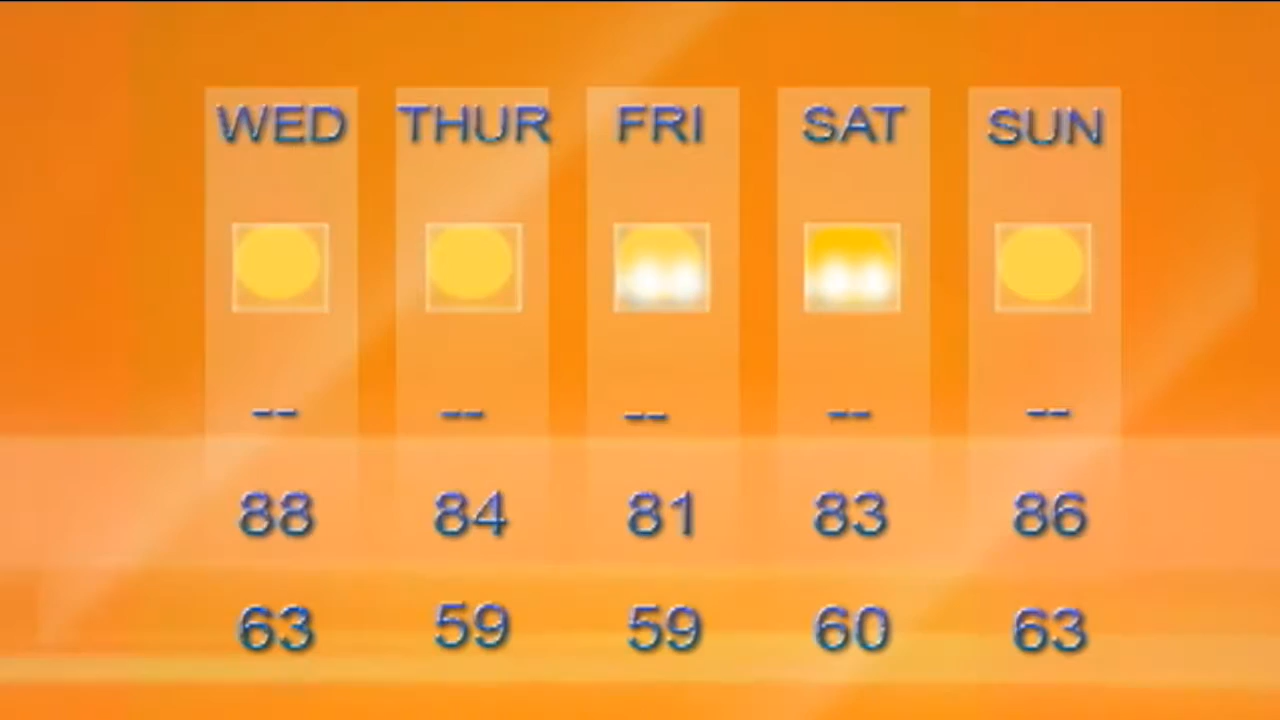 WED THUR FRI SAT SUN
-- -- -- -- --
88 84 81 83 86
63 59 59 60 63